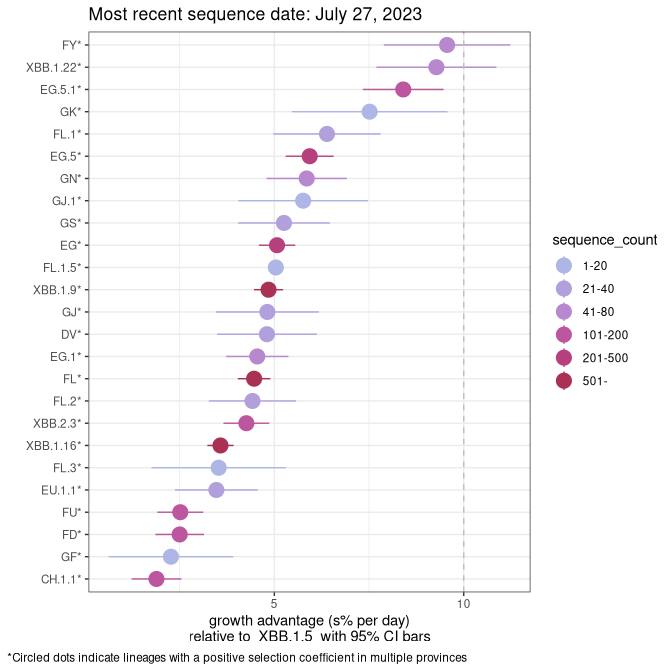 Most recent sequence date: July 27, 2023
FY*
XBB.1.22*
EG.5.1*
GK*
FL.1*
EG.5*
GN*
GJ.1*
GS*
EG*
FL.1.5*
XBB.1.9*
GJ*
DV*
EG.1*
FL*
FL.2*
XBB.2.3*
XBB.1.16*
FL.3*
EU.1.1*
FU*
FD*
GF*
CH.1.1*
5
10
growth advantage (s% per day)
relative to XBB.1.5 with 95% CI bars
sequence_count
1-20
21-40
41-80
101-200
201-500
501-
*Circled dots indicate lineages with a positive selection coefficient in multiple provinces